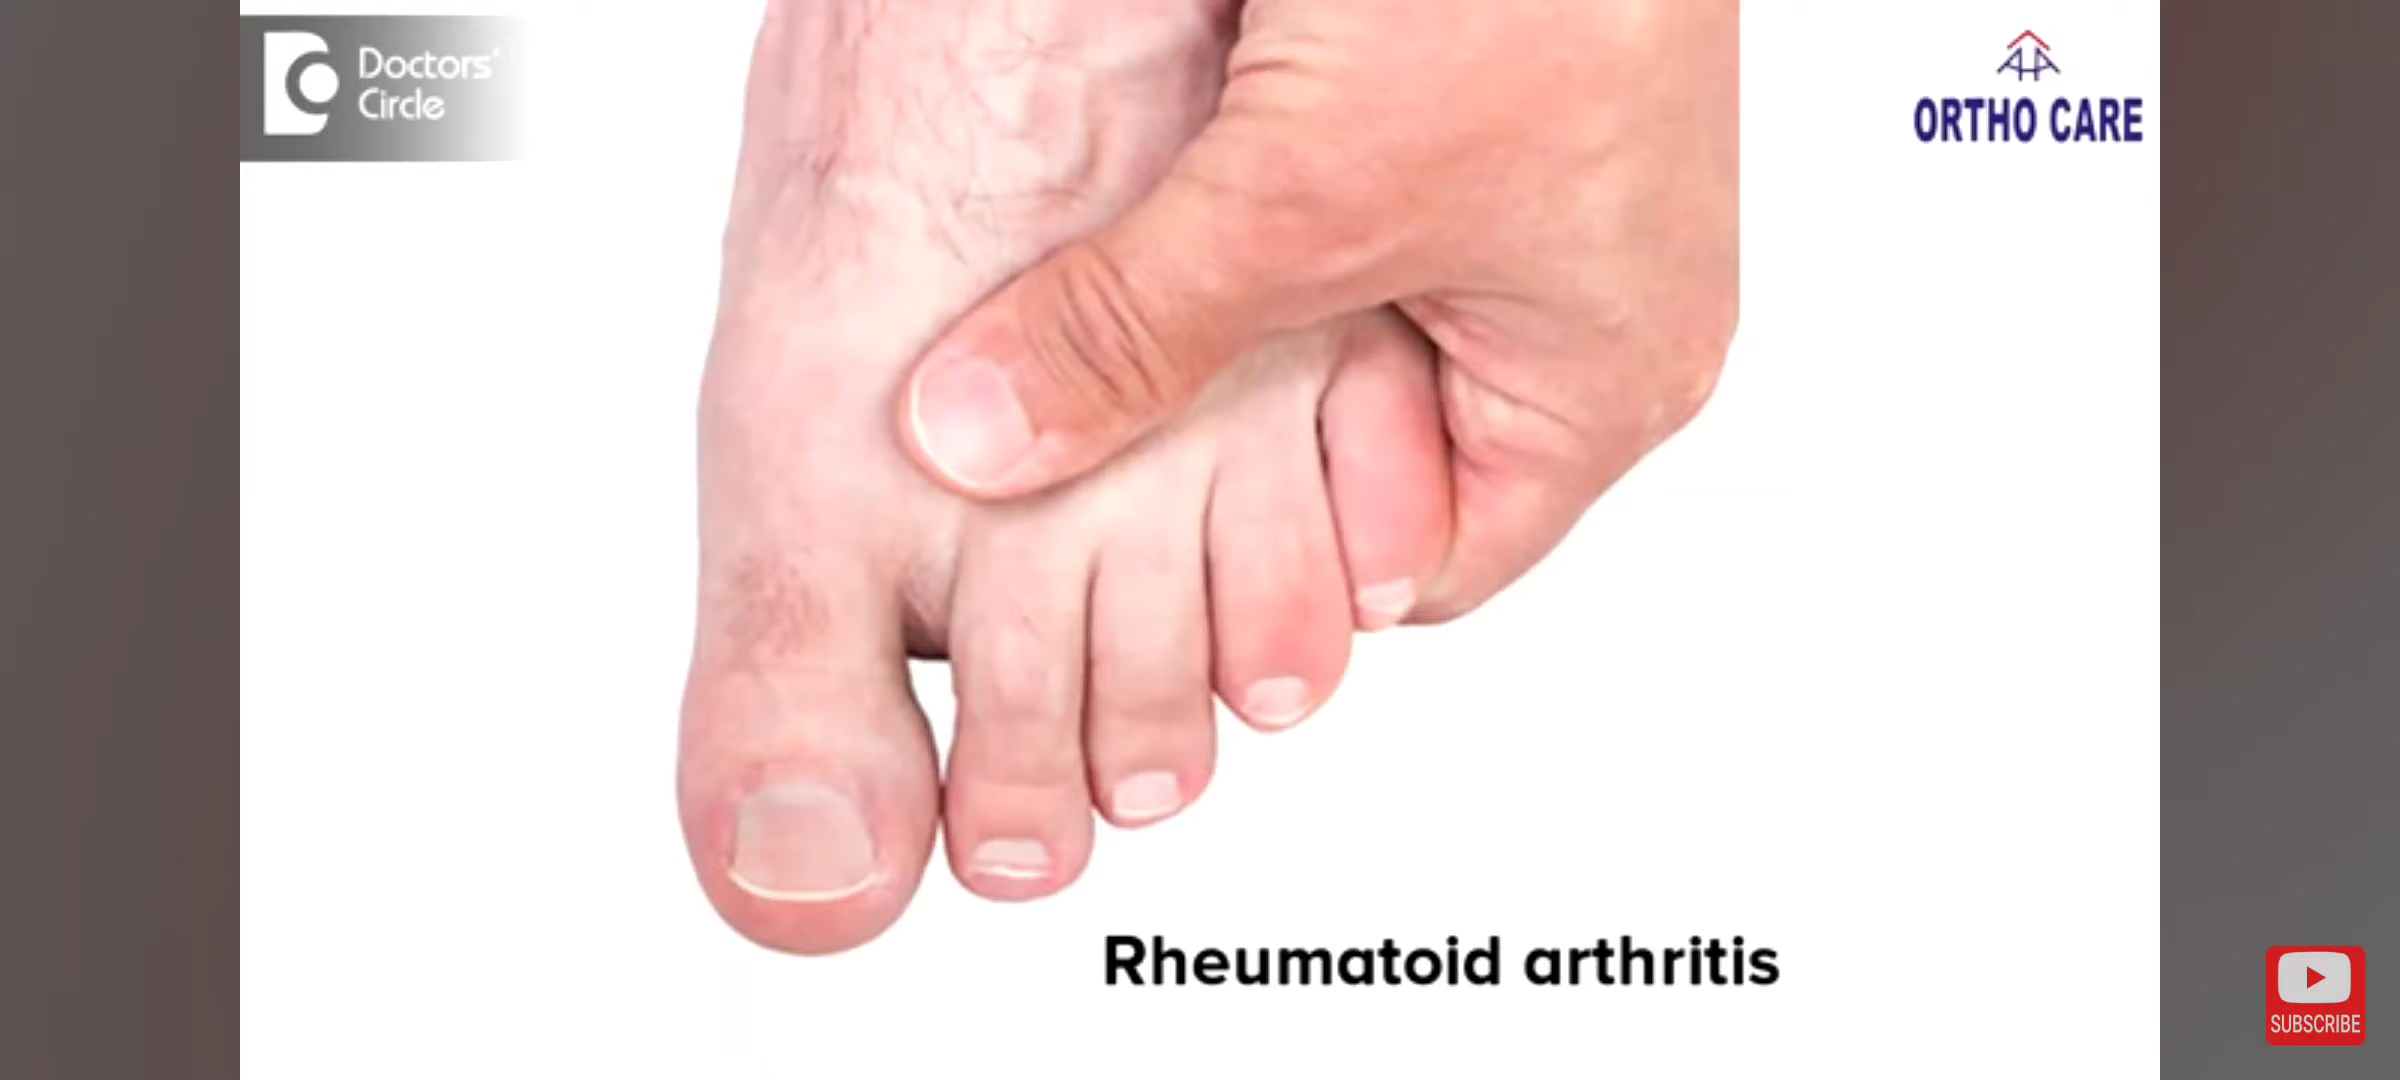 Doctors'
Circle
ORTHO CARE
Rheumatoid arthritis
SUBSCRIBE